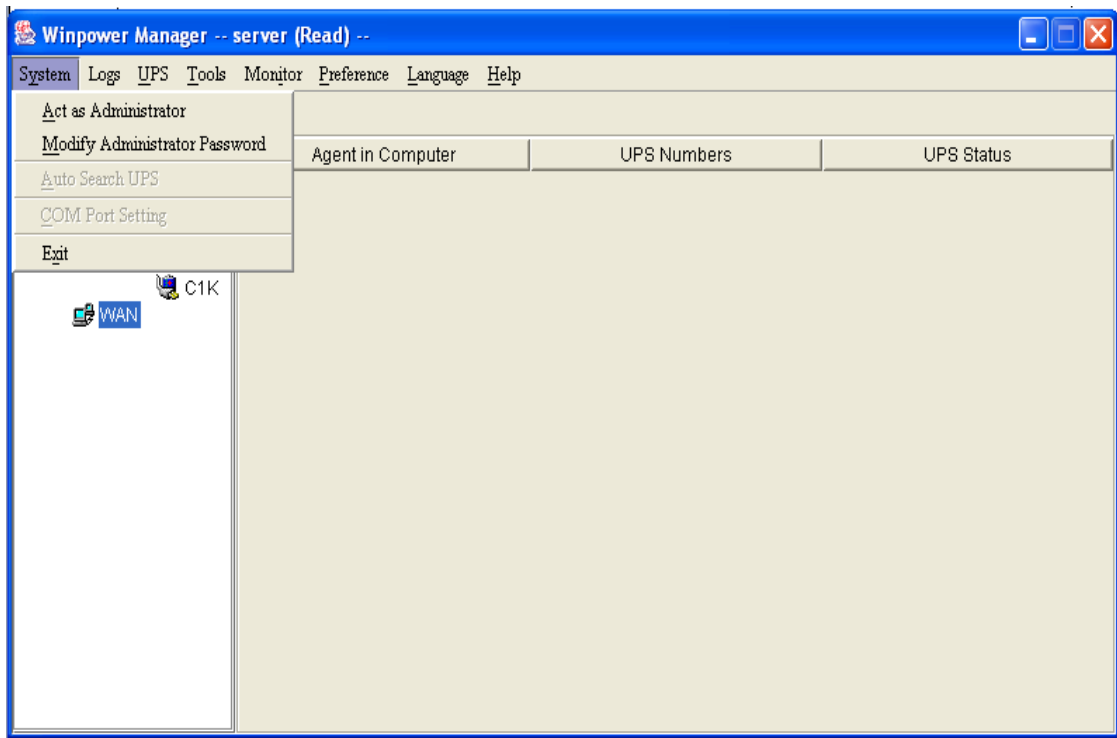 Winpower Manager -- server (Read) --
System Logs UPS Tools Monitor Preference Language Help
Act as Administrator
Modify Administrator Password
Auto Search UPS
COM Port Setting
Exit
Agent in Computer UPS Numbers UPS Status
C1K
WAN